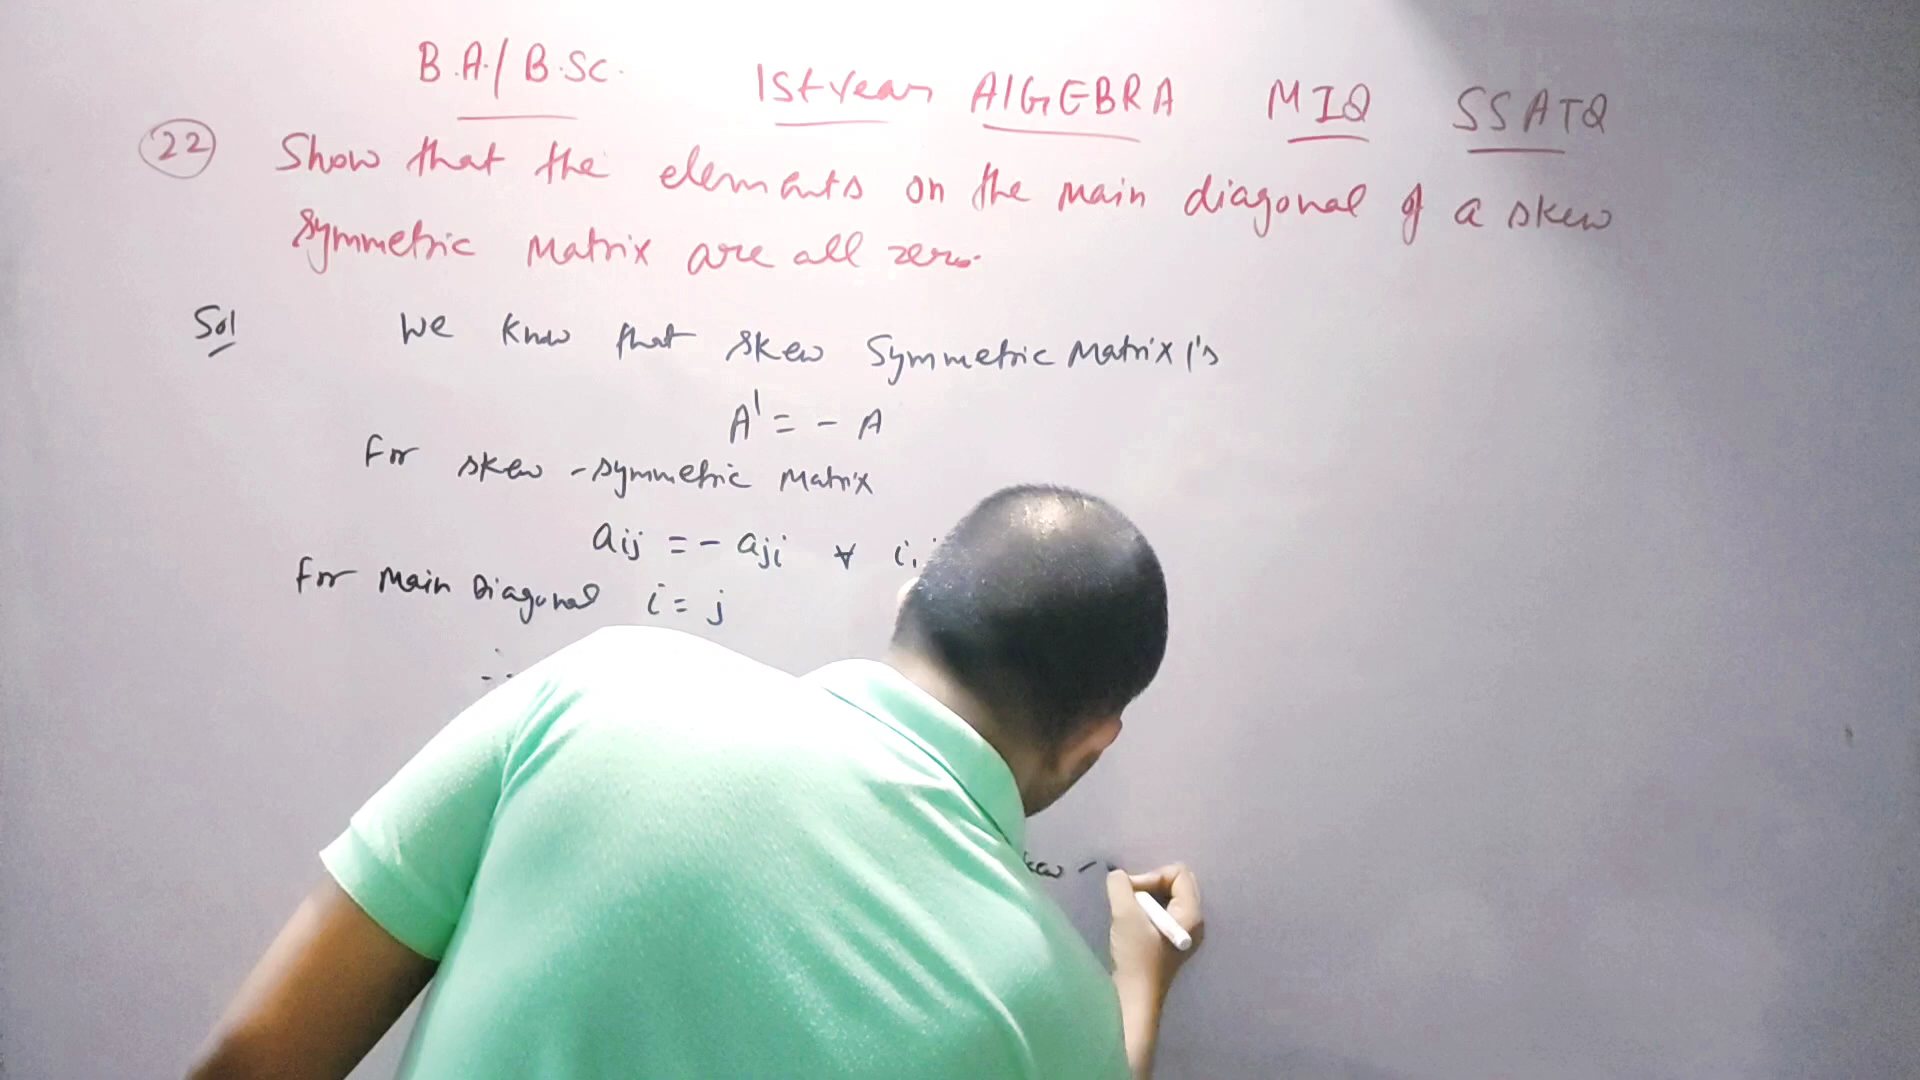 B.A./B.Sc. 1St Year AlGEBRA MIQ SSATQ
22 Show that the elements on the main diagonal of a skew
symmetric Matrix are all zero.
Sol We know that skew Symmetric Matrix is
A' = - A
For skew-symmetric Matrix
aij = - aji ∀ i,
for Main Diagonal i = j